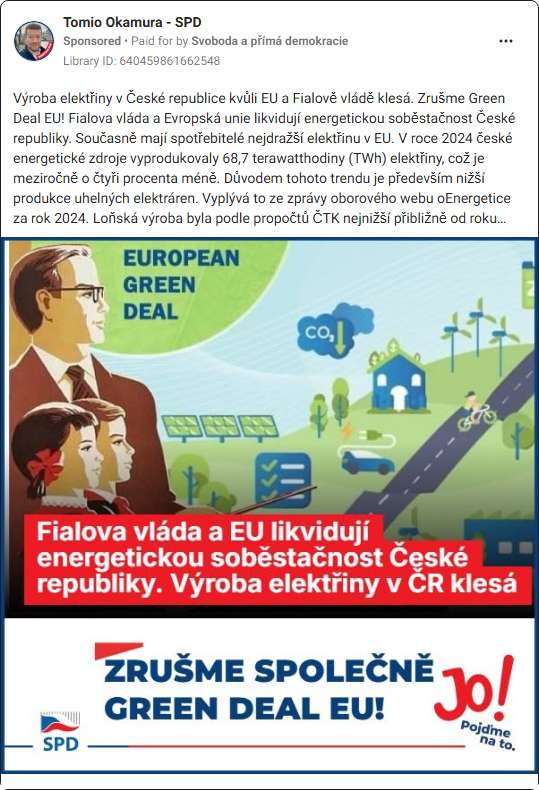 Tomio Okamura - SPD
Sponsored • Paid for by Svoboda a přímá demokracie
Library ID: 640459861662548
Výroba elektřiny v České republice kvůli EU a Fialově vládě klesá. Zrušme Green
Deal EU! Fialova vláda a Evropská unie likvidují energetickou soběstačnost České
republiky. Současně mají spotřebitelé nejdražší elektřinu v EU. V roce 2024 české
energetické zdroje vyprodukovaly 68,7 terawatthodiny (TWh) elektřiny, což je
meziročně o čtyři procenta méně. Důvodem tohoto trendu je především nižší
produkce uhelných elektráren. Vyplývá to ze zprávy oborového webu oEnergetice
za rok 2024. Loňská výroba byla podle propočtů ČTK nejnižší přibližně od roku...
EUROPEAN
GREEN
DEAL
CO2
Fialova vláda a EU likvidují
energetickou soběstačnost České
republiky. Výroba elektřiny v ČR klesá
ZRUŠME SPOLEČNĚ
GREEN DEAL EU!
Jo!
Pojďme
na to.
SPD